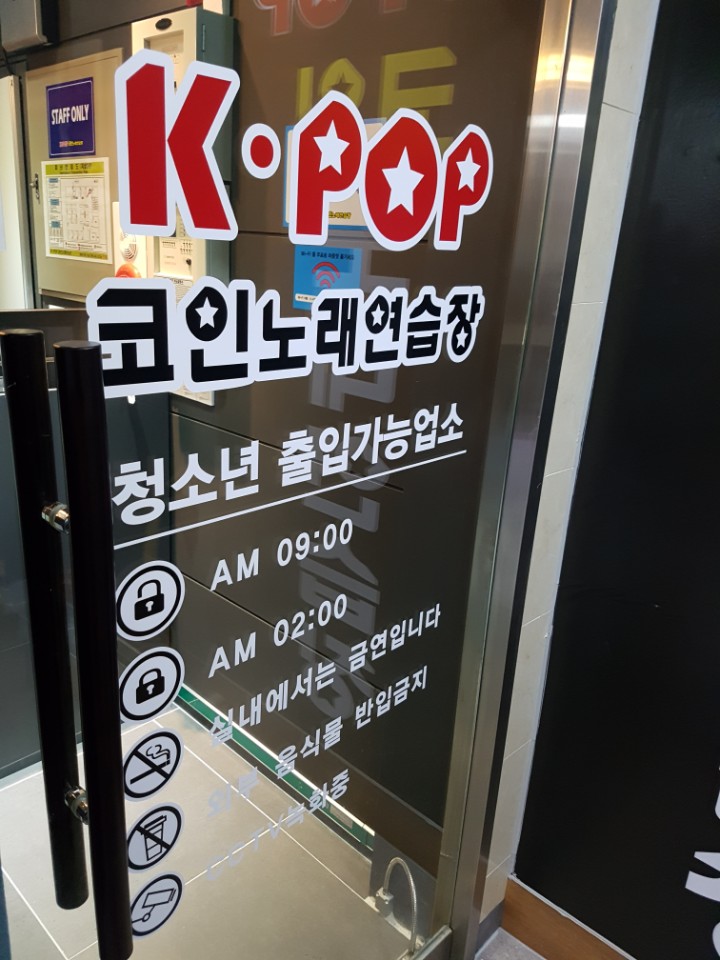 STAFF ONLY
K·POP
코인노래연습장
청소년 출입가능업소
AM 09:00
AM 02:00
실내에서는 금연입니다
외부 음식물 반입금지
CCTV녹화중